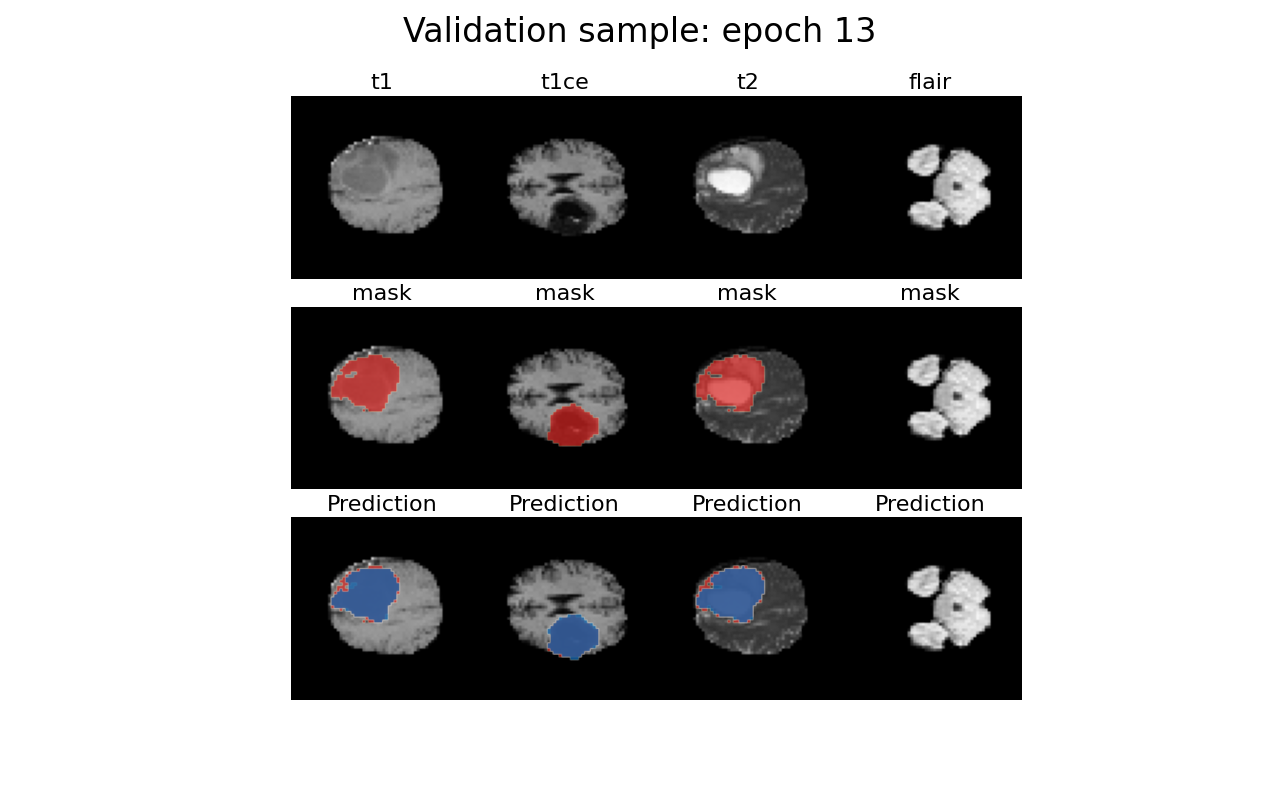 Validation sample: epoch 13
t1 t1ce t2 flair
mask mask mask mask
Prediction Prediction Prediction Prediction